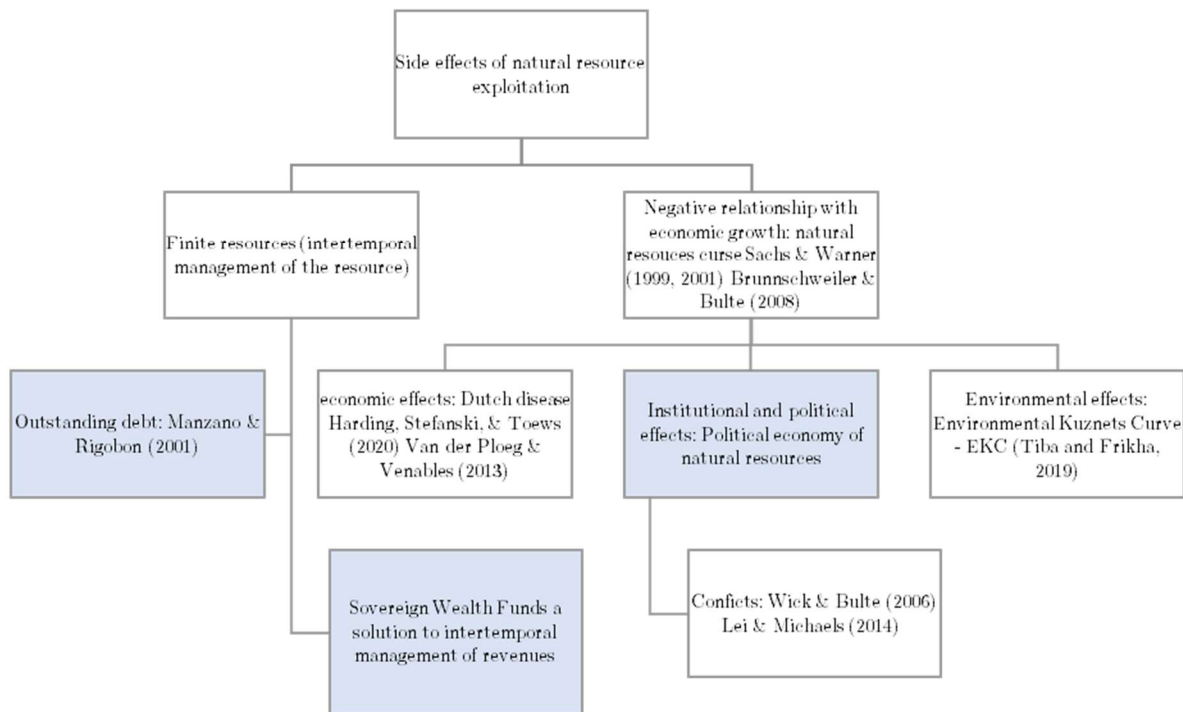 Side effects of natural resource
exploitation
Finite resources (intertemporal
management of the resource)
Negative relationship with
economic growth: natural
resouces curse Sachs & Warner
(1999, 2001) Brunnschweiler &
Bulte (2008)
Outstanding debt: Manzano &
Rigobon (2001)
economic effects: Dutch disease
Harding, Stefanski, & Toews
(2020) Van der Ploeg &
Venables (2013)
Institutional and political
effects: Political economy of
natural resources
Environmental effects:
Environmental Kuznets Curve
- EKC (Tiba and Frikha,
2019)
Sovereign Wealth Funds a
solution to intertemporal
management of revenues
Conficts: Wick & Bulte (2006)
Lei & Michaels (2014)